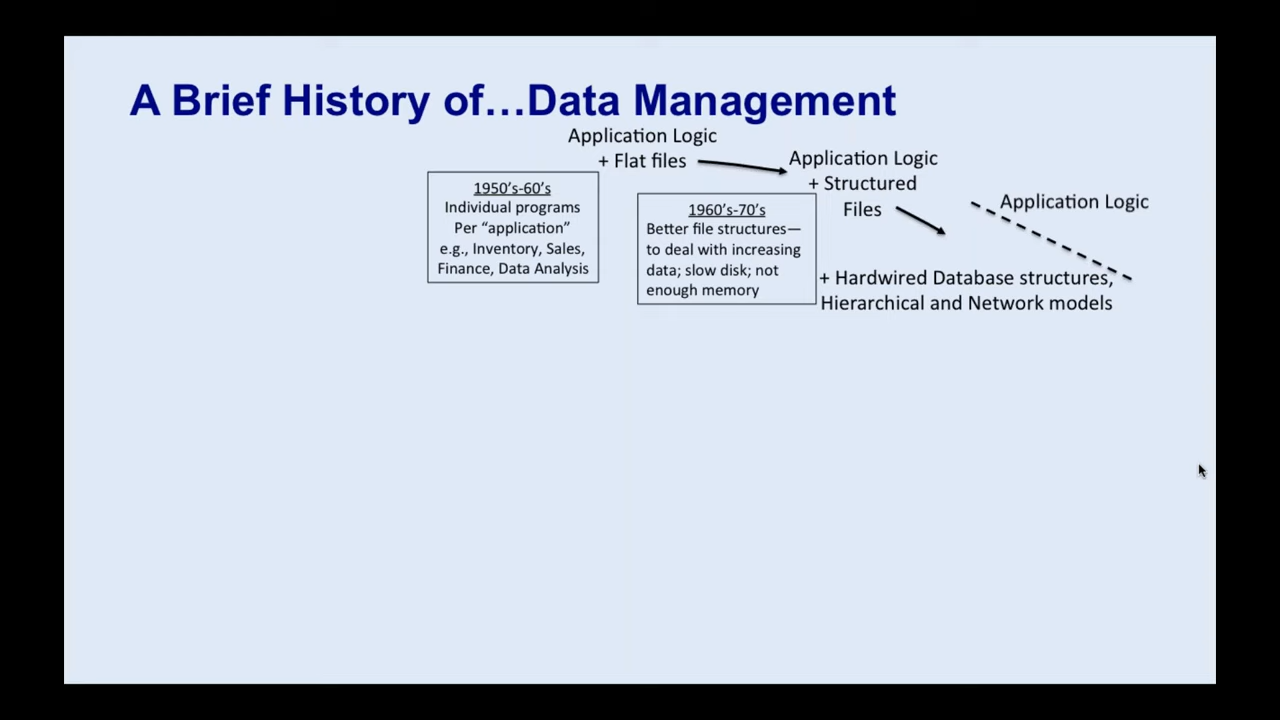 A Brief History of…Data Management
Application Logic
+ Flat files
1950’s-60’s
Individual programs
Per “application”
e.g., Inventory, Sales,
Finance, Data Analysis
Application Logic
+ Structured
Files
1960’s-70’s
Better file structures—
to deal with increasing
data; slow disk; not
enough memory
Application Logic
+ Hardwired Database structures,
Hierarchical and Network models